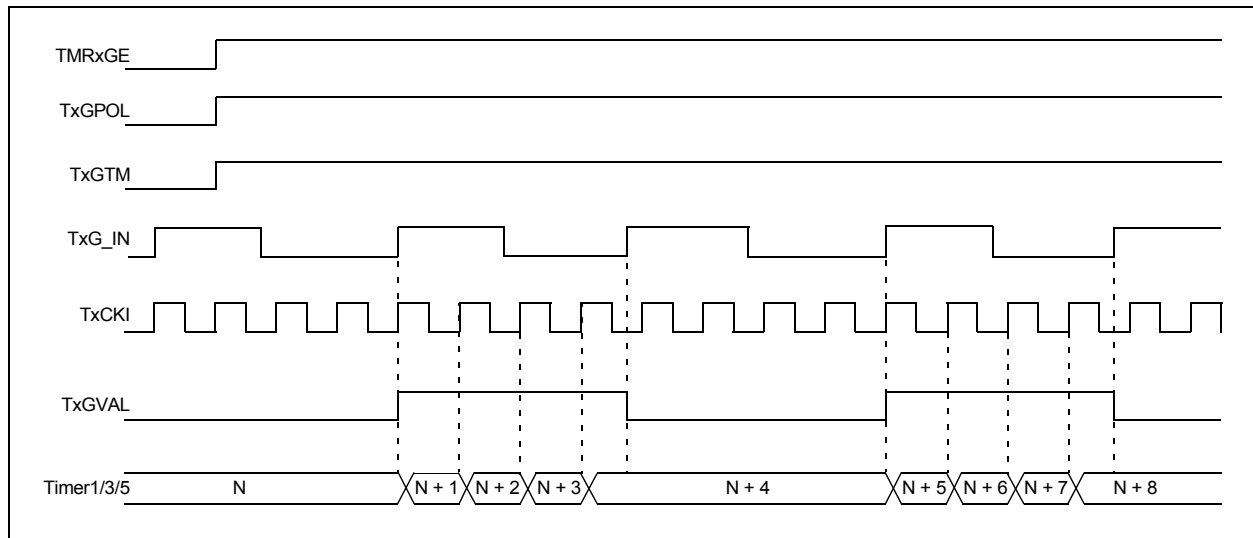 TMRxGE
TxGPOL
TxGTM
TxG_IN
TxCKI
TxGVAL
Timer1/3/5 N N + 1 N + 2 N + 3 N + 4 N + 5 N + 6 N + 7 N + 8